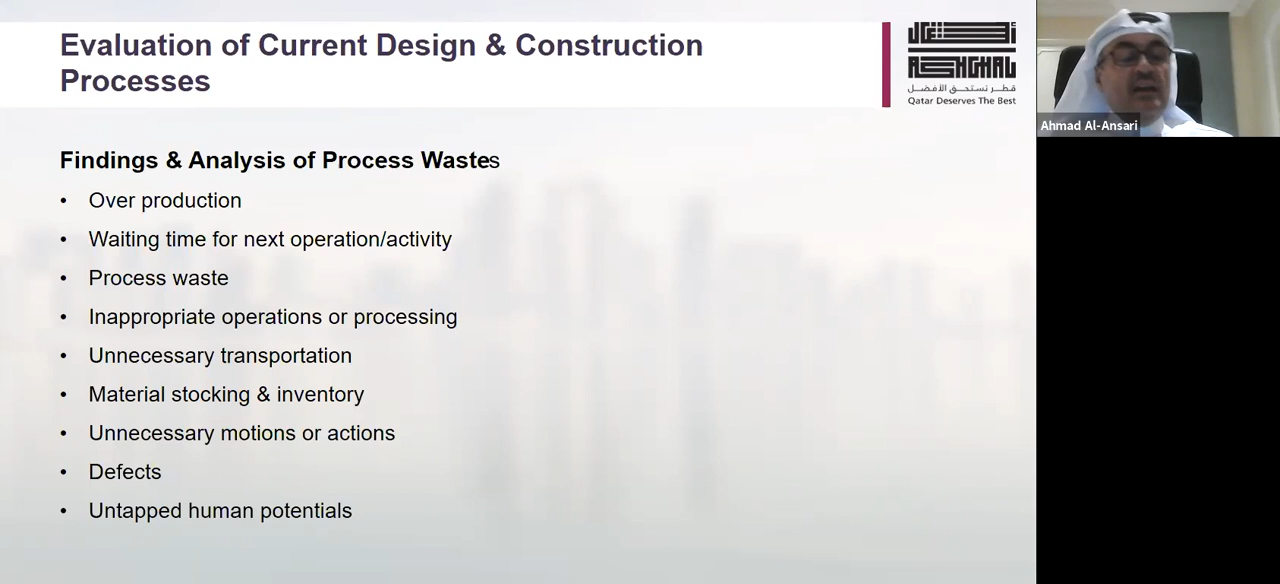 Evaluation of Current Design & Construction
Processes
أشغال
ASHGHAL
قطر تستحق الأفضل
Qatar Deserves The Best
Ahmad Al-Ansari
Findings & Analysis of Process Wastes
• Over production
• Waiting time for next operation/activity
• Process waste
• Inappropriate operations or processing
• Unnecessary transportation
• Material stocking & inventory
• Unnecessary motions or actions
• Defects
• Untapped human potentials